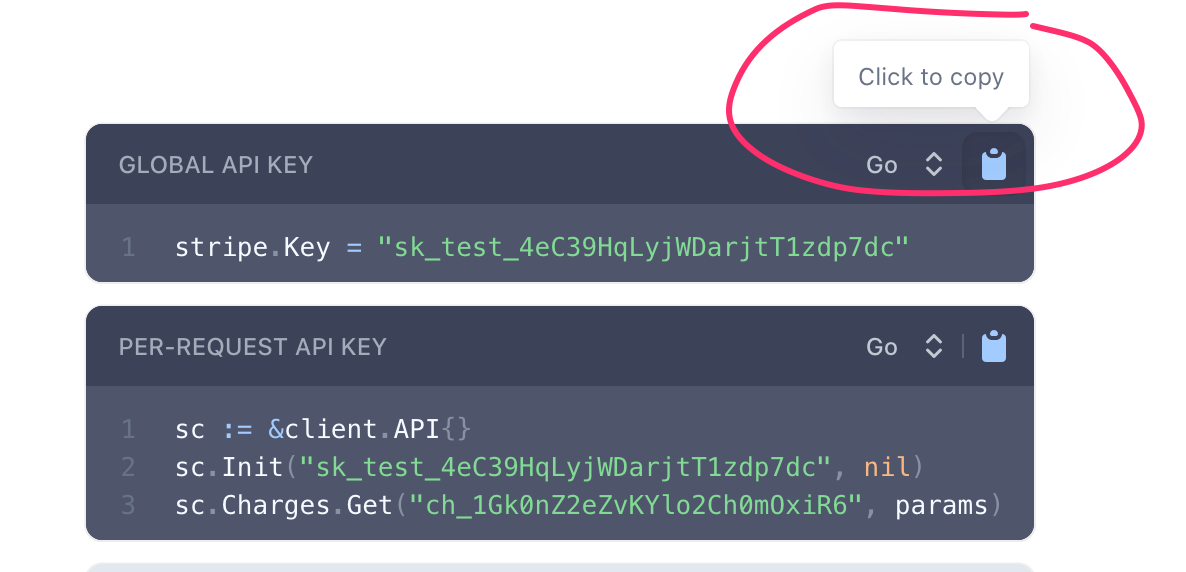 Click to copy
GLOBAL API KEY Go
1 stripe.Key = "sk_test_4eC39HqLyjWDarjtT1zdp7dc"
PER-REQUEST API KEY Go
1 sc := &client.API{}
2 sc.Init("sk_test_4eC39HqLyjWDarjtT1zdp7dc", nil)
3 sc.Charges.Get("ch_1Gk0nZ2eZvKYlo2Ch0mOxiR6", params)